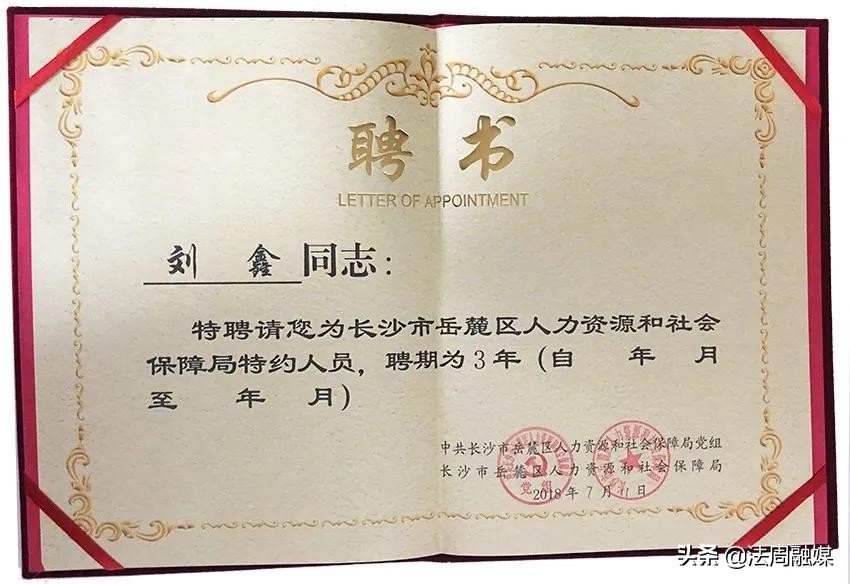 聘书
LETTER OF APPOINTMENT
刘鑫同志:
特聘请您为长沙市岳麓区人力资源和社会
保障局特约人员,聘期为3年(自 年 月
至 年 月)
中共长沙市岳麓区人力资源和社会保障局党组
长沙市岳麓区人力资源和社会保障局
党组
2018年7月11日
头条 @法周融媒